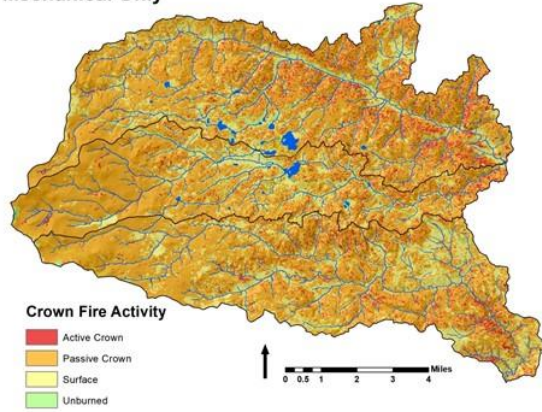 Mechanical Only
Crown Fire Activity
Active Crown
Passive Crown
Surface
Unburned
Miles
0 0.5 1 2 3 4